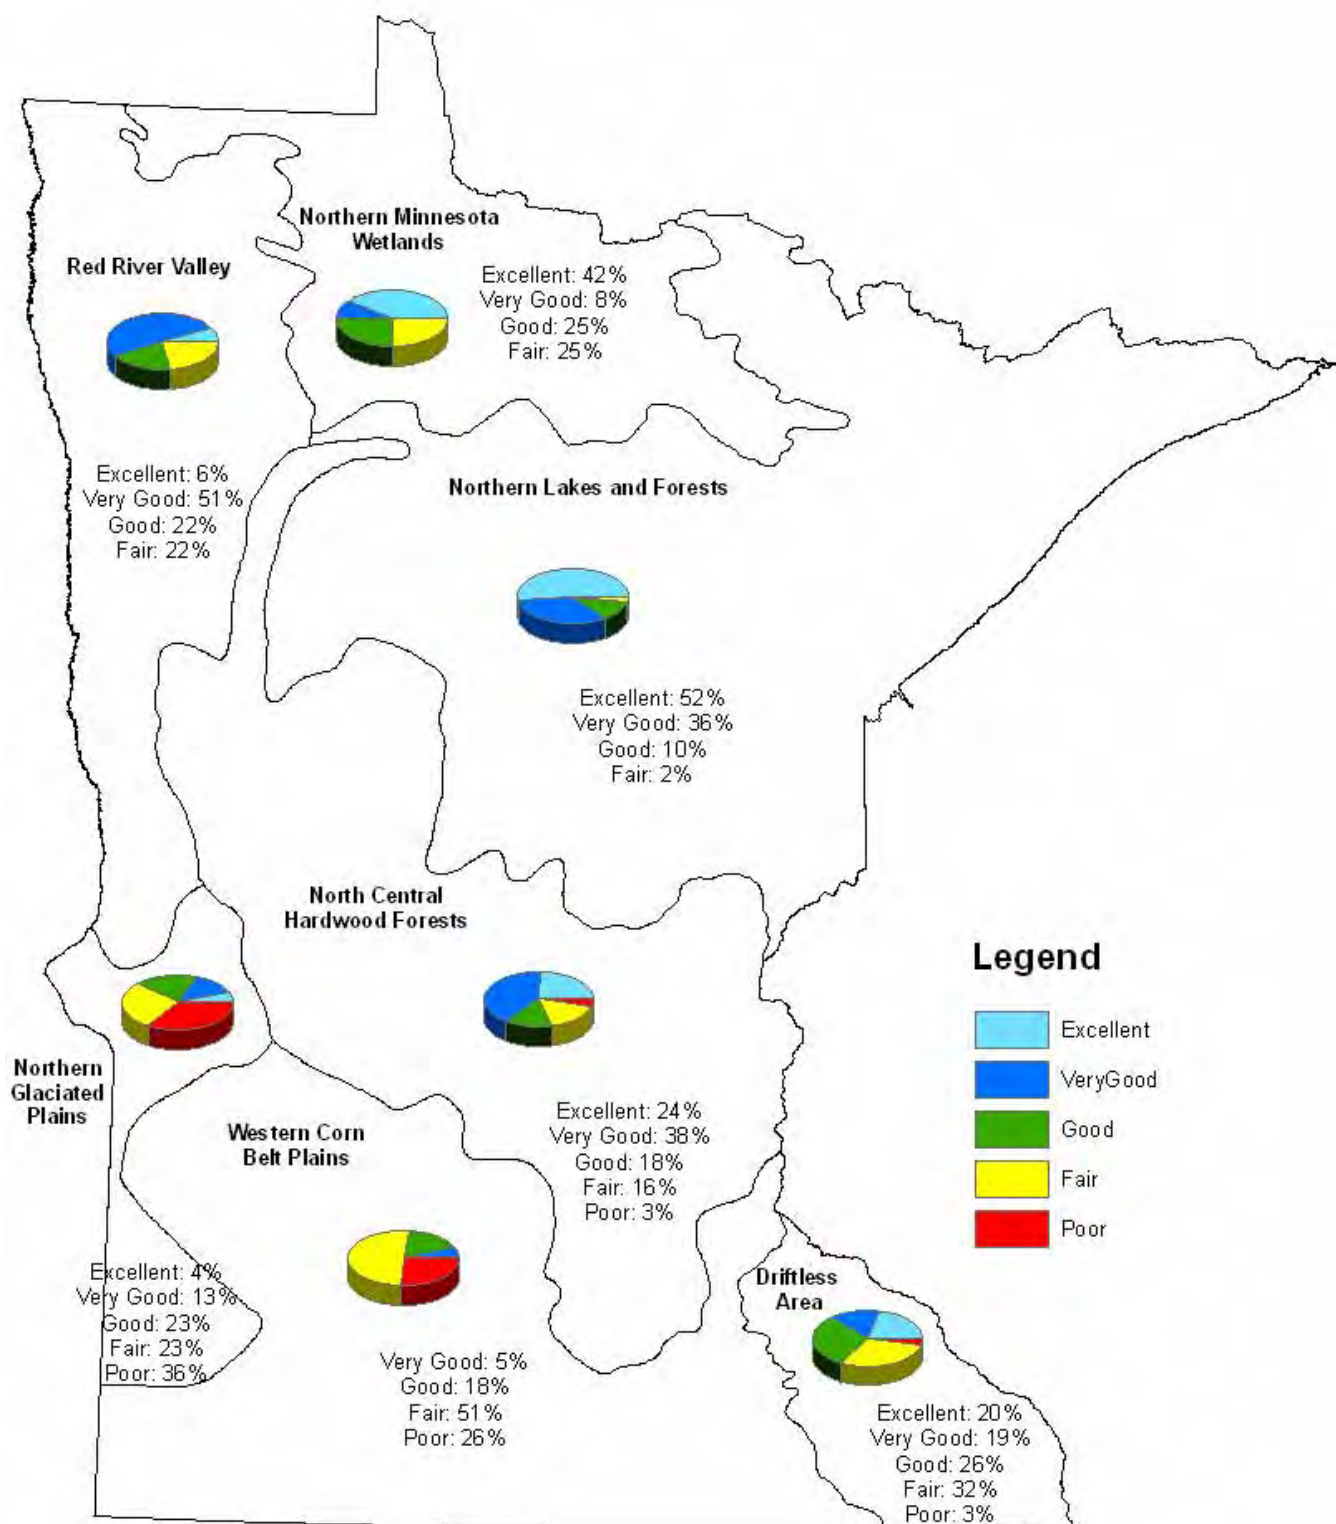 Northern Minnesota
Wetlands
Excellent: 42%
Very Good: 8%
Good: 25%
Fair: 25%
Red River Valley
Excellent: 6%
Very Good: 51%
Good: 22%
Fair: 22%
Northern Lakes and Forests
Excellent: 52%
Very Good: 36%
Good: 10%
Fair: 2%
North Central
Hardwood Forests
Excellent: 24%
Very Good: 38%
Good: 18%
Fair: 16%
Poor: 3%
Legend
Excellent
VeryGood
Good
Fair
Poor
Northern
Glaciated
Plains
Excellent: 4%
Very Good: 13%
Good: 23%
Fair: 23%
Poor: 36%
Western Corn
Belt Plains
Very Good: 5%
Good: 18%
Fair: 51%
Poor: 26%
Driftless
Area
Excellent: 20%
Very Good: 19%
Good: 26%
Fair: 32%
Poor: 3%